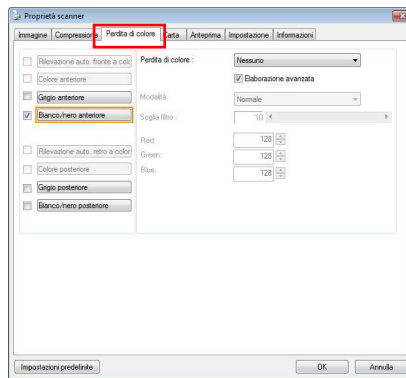 Proprietà scanner
Immagine Compressione Perdita di colore Carta Anteprima Impostazione Informazioni
Rilevazione auto. fronte a colo
Colore anteriore
Grigio anteriore
Bianco/nero anteriore
Rilevazione auto. retro a color
Colore posteriore
Grigio posteriore
Bianco/nero posteriore
Perdita di colore :
Nessuno
Elaborazione avanzata
Modalità:
Normale
Soglia filtro :
10
Red:
128
Green:
128
Blue:
128
Impostazioni predefinite
OK
Annulla